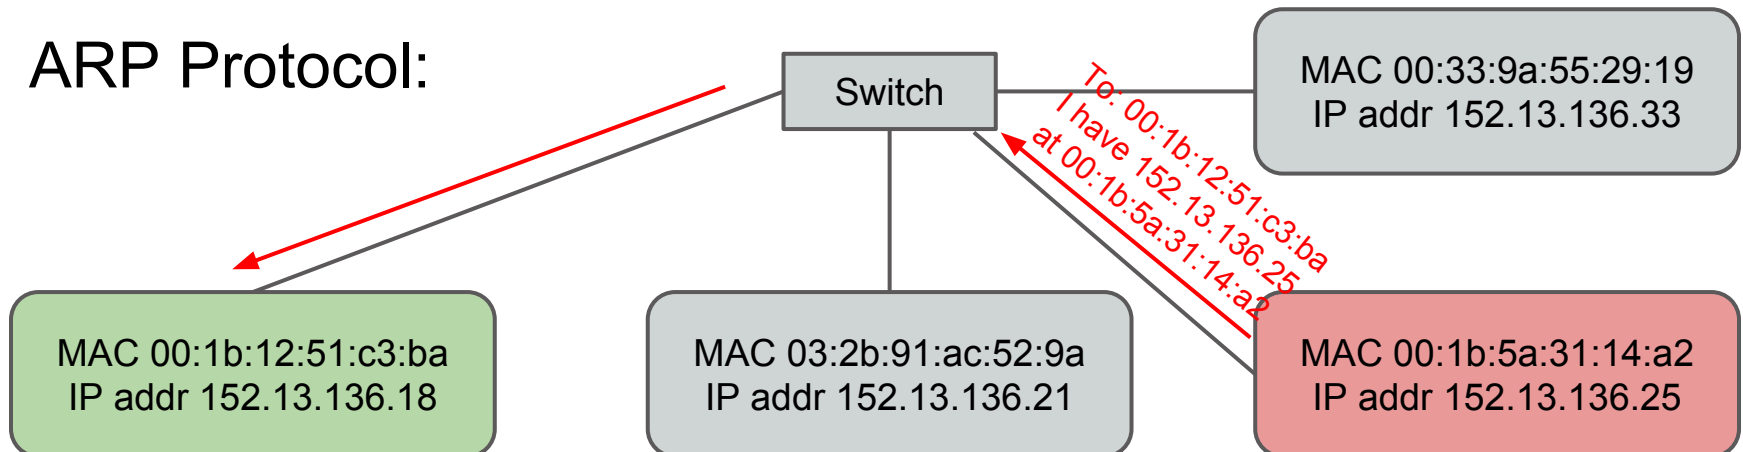 ARP Protocol:
Switch
MAC 00:33:9a:55:29:19
IP addr 152.13.136.33
To: 00:1b:12:51:c3:ba
I have 152.13.136.25
at 00:1b:5a:31:14:a2
MAC 00:1b:12:51:c3:ba
IP addr 152.13.136.18
MAC 03:2b:91:ac:52:9a
IP addr 152.13.136.21
MAC 00:1b:5a:31:14:a2
IP addr 152.13.136.25